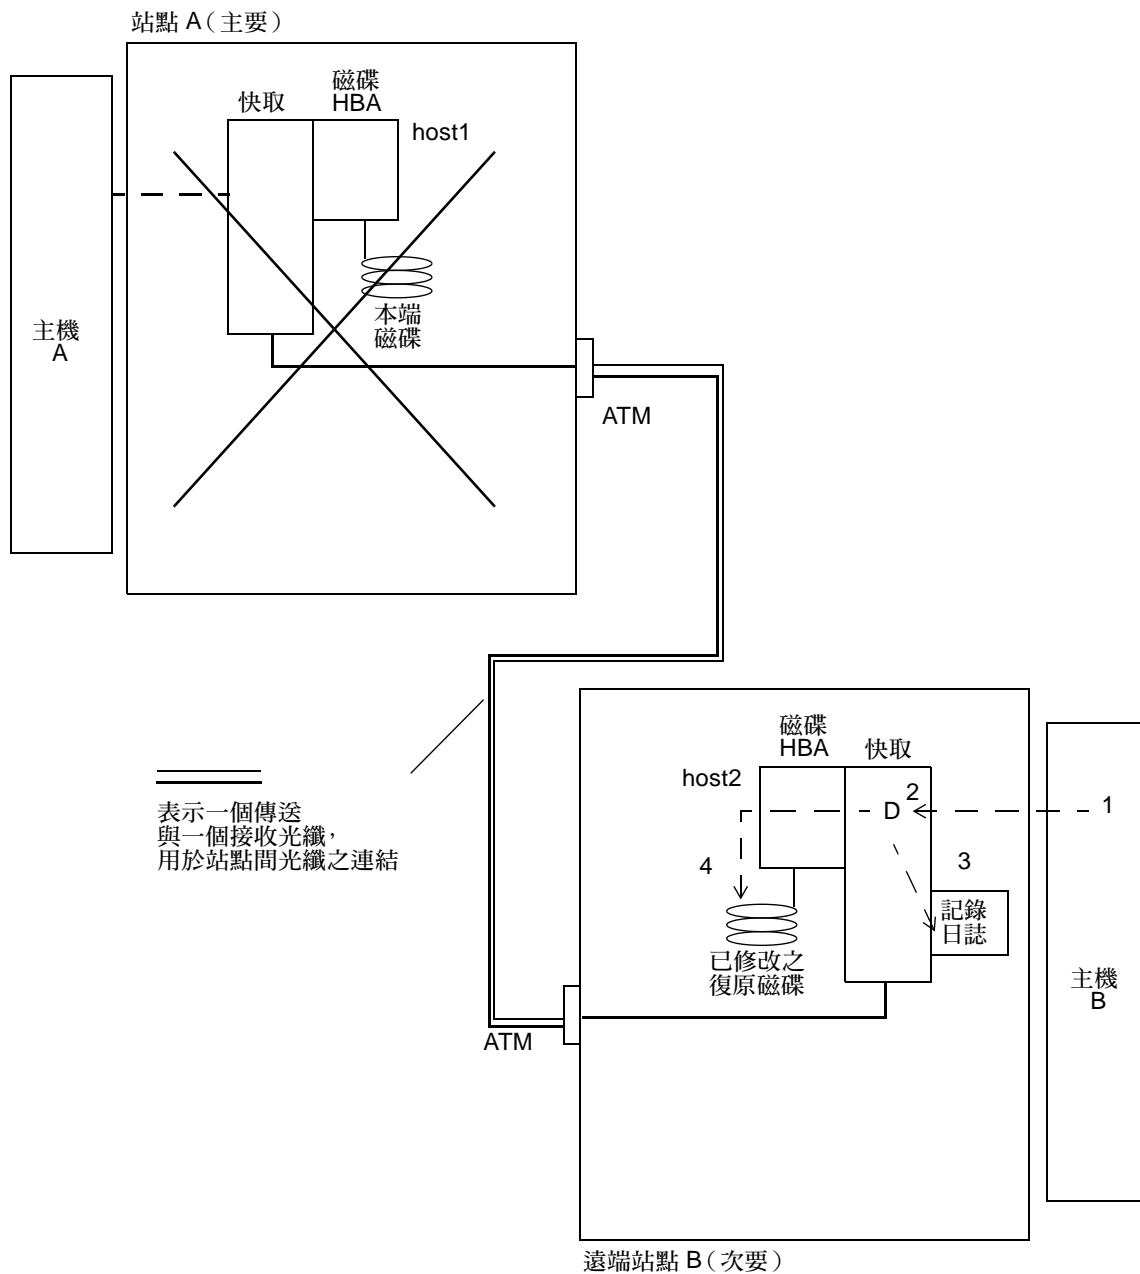 站點 A（主要）
磁碟
HBA
快取
host1
本端
磁碟
主機
A
ATM
磁碟
HBA
快取
host2
D
2
1
4
3
記錄
日誌
已修改之
復原磁碟
表示一個傳送
與一個接收光纖，
用於站點間光纖之連結
主機
B
ATM
遠端站點 B（次要）